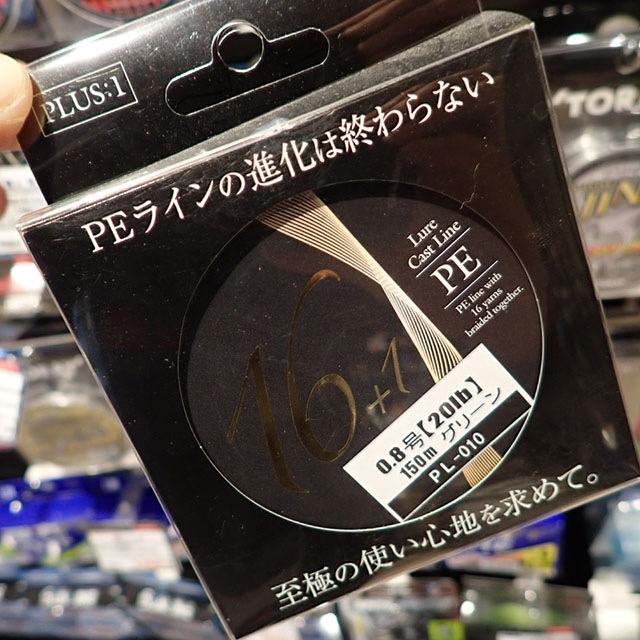 PLUS:1
PEラインの進化は終わらない
Lure
Cast Line
PE
PE line with
16 yarns
braided together.
16+1
0.8号【20lb】
150m グリーン
PL-010
至極の使い心地を求めて。
TOR